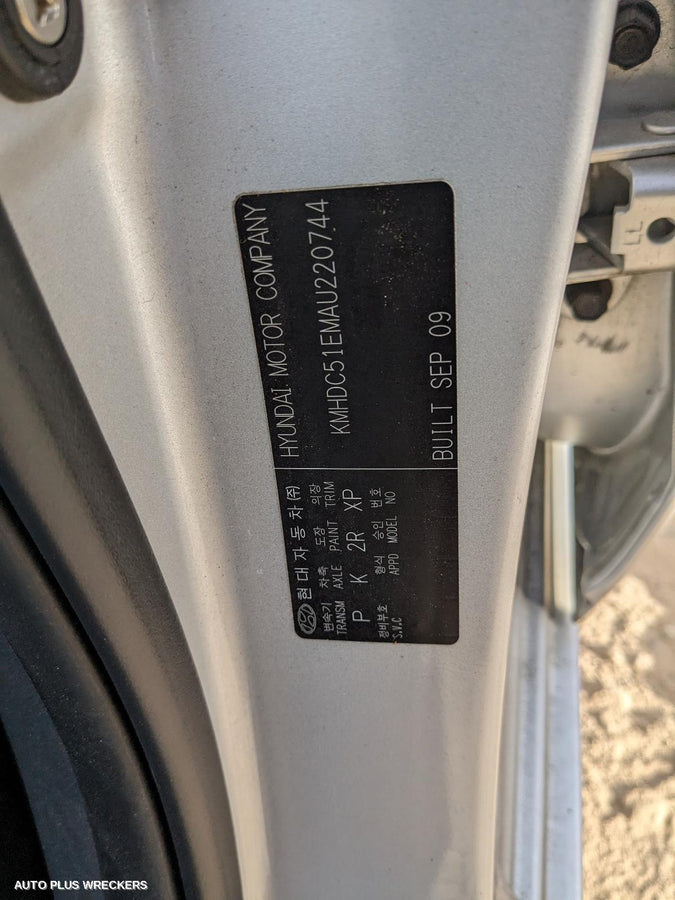 HYUNDAI MOTOR COMPANY
KMHDC51EMAU220744
BUILT SEP 09
현대자동차(주)
변속기 차축 도장 의장
TRANSM AXLE PAINT TRIM
P K 2R XP
정비부호 형식 승인 번호
S.V.C APPD MODEL NO
LL
AUTO PLUS WRECKERS